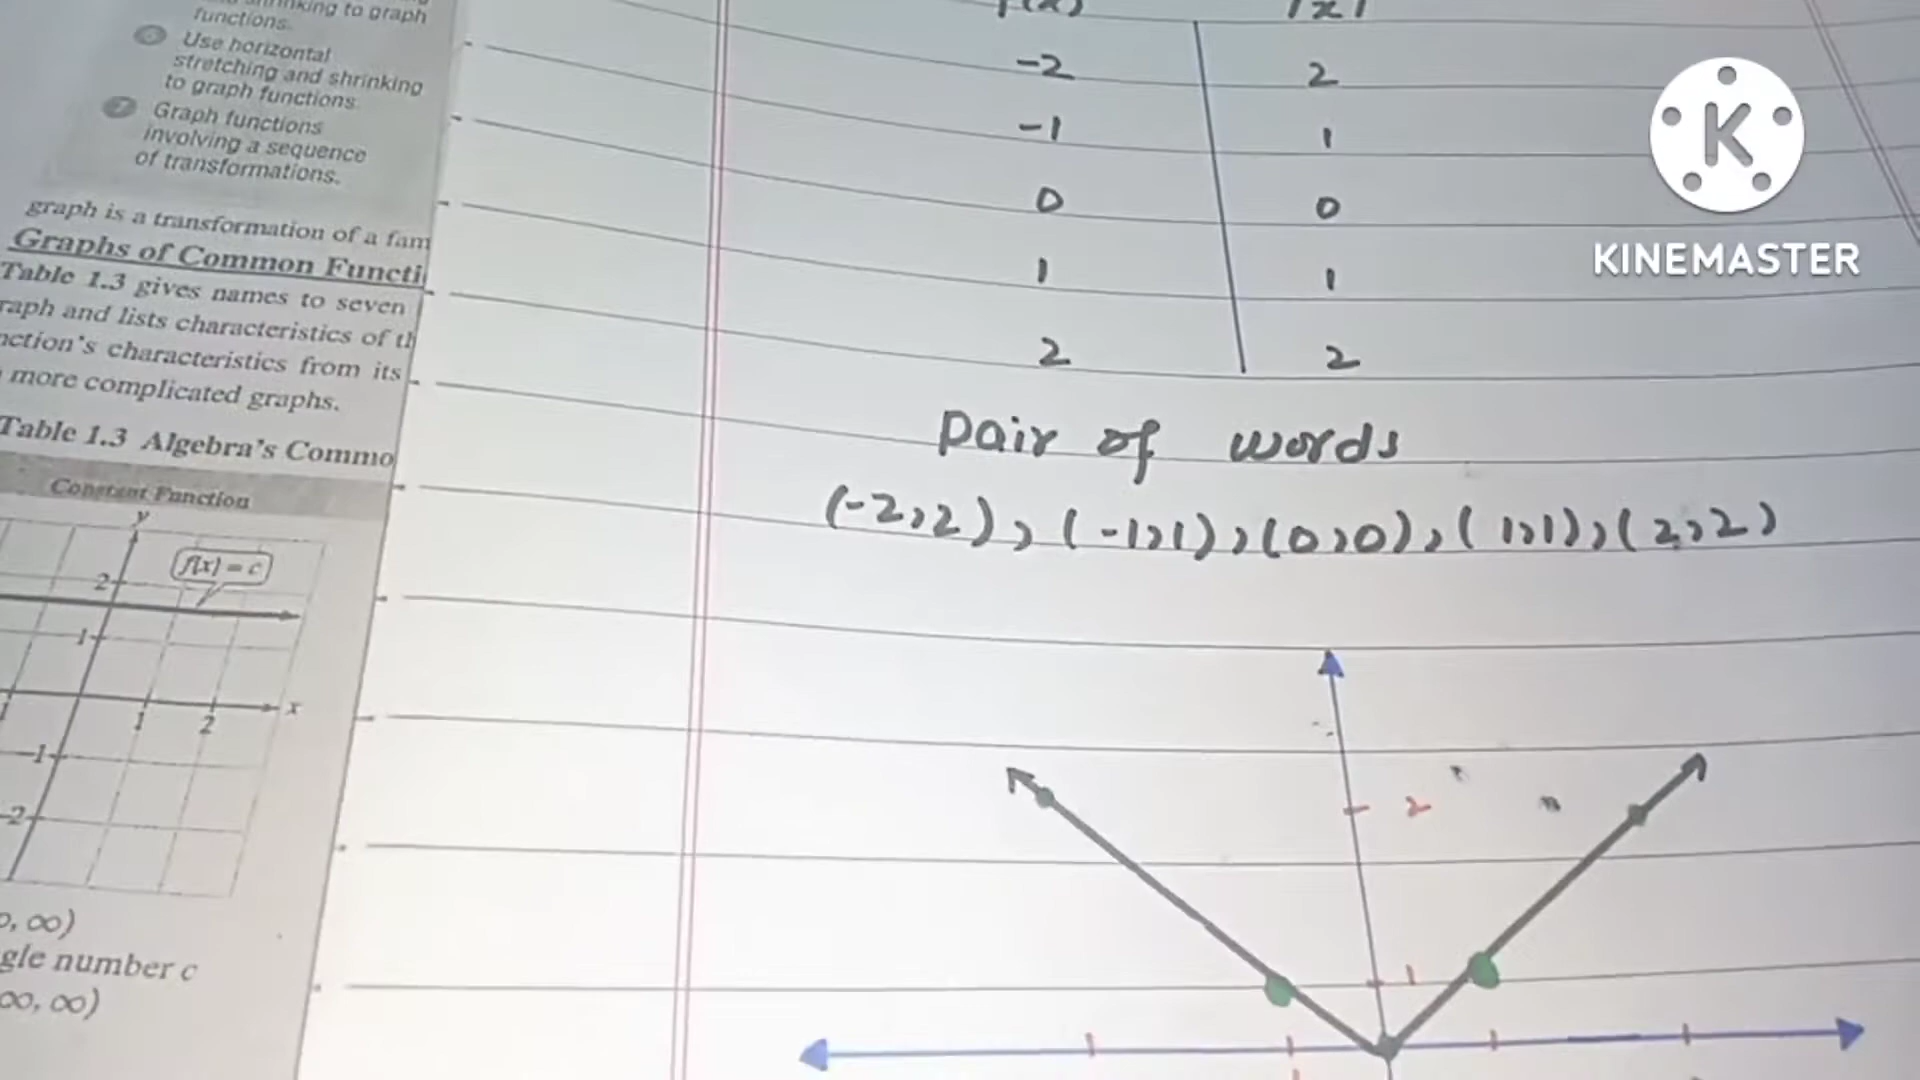 shrinking to graph
functions.
Use horizontal
stretching and shrinking
to graph functions.
7 Graph functions
involving a sequence
of transformations.
graph is a transformation of a fam
Graphs of Common Functi
Table 1.3 gives names to seven
raph and lists characteristics of th
nction's characteristics from its
more complicated graphs.
Table 1.3 Algebra's Commo
Constant Function
y
f(x) = c
2
1
x
1 2
-1
-2
, ∞)
gle number c
∞, ∞)
f(x) |x|
-2 2
-1 1
0 0
1 1
2 2
Pair of words
(-2,2), (-1,1), (0,0), (1,1), (2,2)
2
1
K
KINEMASTER